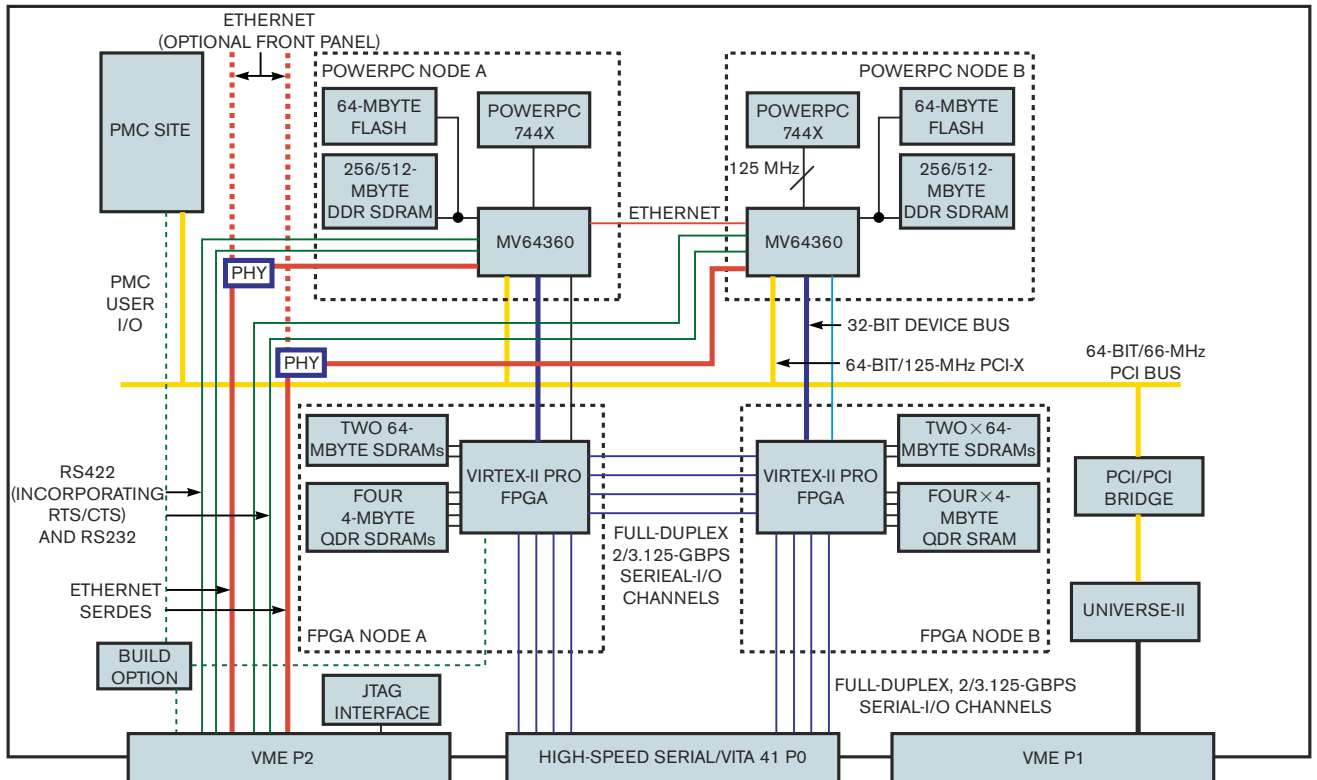 ETHERNET
(OPTIONAL FRONT PANEL)
PMC SITE
POWERPC NODE A
64-MBYTE
FLASH
POWERPC
744X
256/512-
MBYTE
DDR SDRAM
MV64360
ETHERNET
POWERPC NODE B
POWERPC
744X
64-MBYTE
FLASH
125 MHz
256/512-
MBYTE
DDR SDRAM
MV64360
PHY
PMC
USER
I/O
PHY
32-BIT DEVICE BUS
64-BIT/125-MHz PCI-X
64-BIT/66-MHz
PCI BUS
TWO 64-
MBYTE SDRAMs
VIRTEX-II PRO
FPGA
FOUR
4-MBYTE
QDR SDRAMs
FPGA NODE A
VIRTEX-II PRO
FPGA
TWO × 64-
MBYTE SDRAMs
FOUR × 4-
MBYTE
QDR SRAM
FPGA NODE B
FULL-DUPLEX
2/3.125-GBPS
SERIEAL-I/O
CHANNELS
PCI/PCI
BRIDGE
UNIVERSE-II
RS422
(INCORPORATING
RTS/CTS)
AND RS232
ETHERNET
SERDES
BUILD
OPTION
JTAG
INTERFACE
FULL-DUPLEX, 2/3.125-GBPS
SERIAL-I/O CHANNELS
VME P2
HIGH-SPEED SERIAL/VITA 41 P0
VME P1